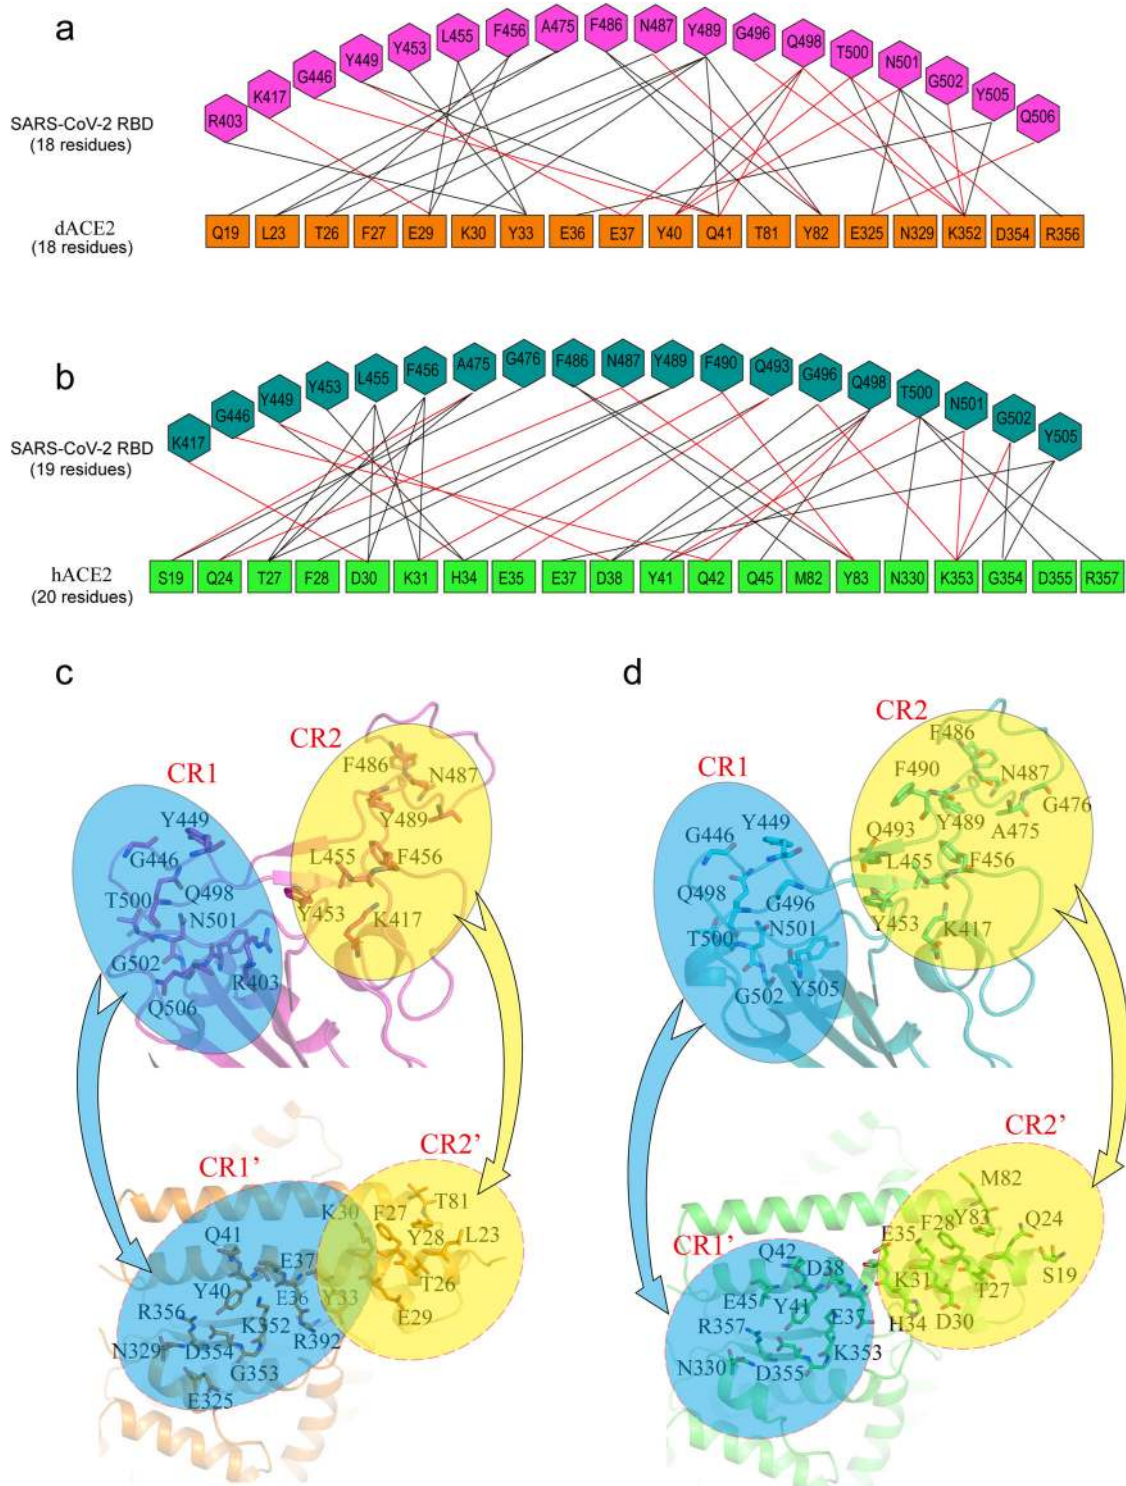 a
R403
K417
G446
Y449
Y453
L455
F456
A475
F486
N487
Y489
G496
Q498
T500
N501
G502
Y505
Q506
SARS-CoV-2 RBD
(18 residues)
dACE2
(18 residues)
Q19 L23 T26 F27 E29 K30 Y33 E36 E37 Y40 Q41 T81 Y82 E325 N329 K352 D354 R356
b
K417
G446
Y449
Y453
L455
F456
A475
G476
F486
N487
Y489
F490
Q493
G496
Q498
T500
N501
G502
Y505
SARS-CoV-2 RBD
(19 residues)
hACE2
(20 residues)
S19 Q24 T27 F28 D30 K31 H34 E35 E37 D38 Y41 Q42 Q45 M82 Y83 N330 K353 G354 D355 R357
c
CR1
CR2
F486
N487
Y489
L455
F456
Y453
K417
Y449
G446
T500
Q498
N501
G502
R403
Q506
CR1’
CR2’
K30
F27
T81
Y28
L23
T26
E29
Y33
Q41
E37
Y40
E36
R356
K352
R392
N329
D354
G353
E325
d
CR1
CR2
F486
F490
N487
G476
Y489
A475
Q493
L455
F456
Y453
K417
G446
Y449
Q498
G496
T500
N501
G502
Y505
CR1’
CR2’
M82
E35
F28
Y83
Q24
K31
T27
S19
H34
D30
Q42
D38
E45
Y41
R357
E37
K353
N330
D355